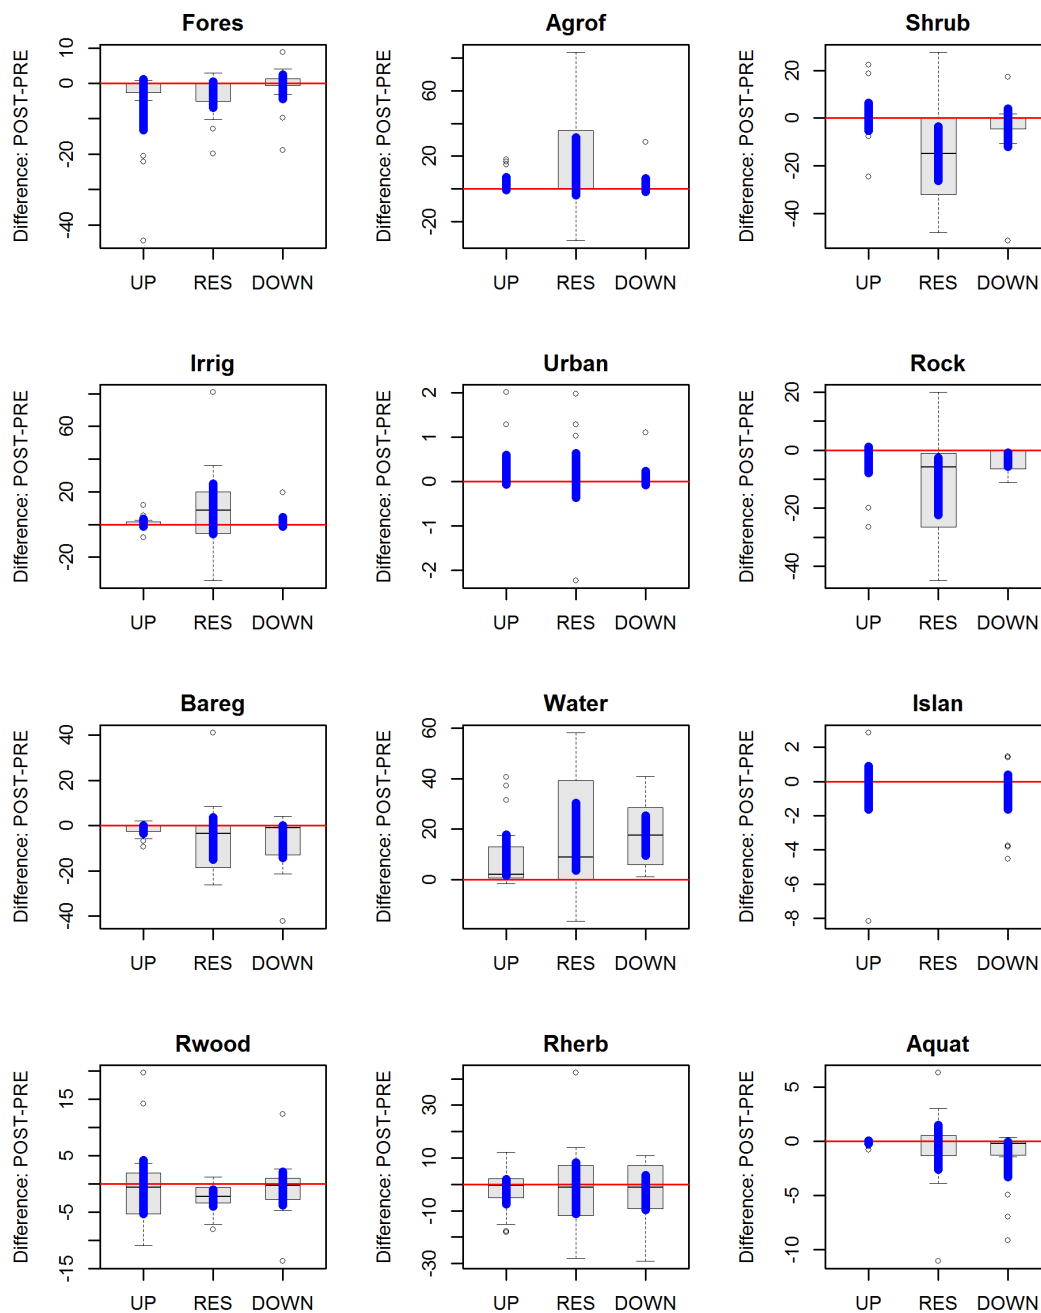 Fores
Agrof
Shrub
Difference: POST-PRE
10
0
-20
-40
UP RES DOWN
Difference: POST-PRE
60
20
-20
UP RES DOWN
Difference: POST-PRE
20
0
-20
-40
UP RES DOWN
Irrig
Urban
Rock
Difference: POST-PRE
60
20
-20
UP RES DOWN
Difference: POST-PRE
2
1
0
-1
-2
UP RES DOWN
Difference: POST-PRE
20
0
-20
-40
UP RES DOWN
Bareg
Water
Islan
Difference: POST-PRE
40
20
0
-20
-40
UP RES DOWN
Difference: POST-PRE
60
40
20
0
UP RES DOWN
Difference: POST-PRE
2
0
-2
-4
-6
-8
UP RES DOWN
Rwood
Rherb
Aquat
Difference: POST-PRE
15
5
-5
-15
UP RES DOWN
Difference: POST-PRE
30
10
-10
-30
UP RES DOWN
Difference: POST-PRE
5
0
-5
-10
UP RES DOWN